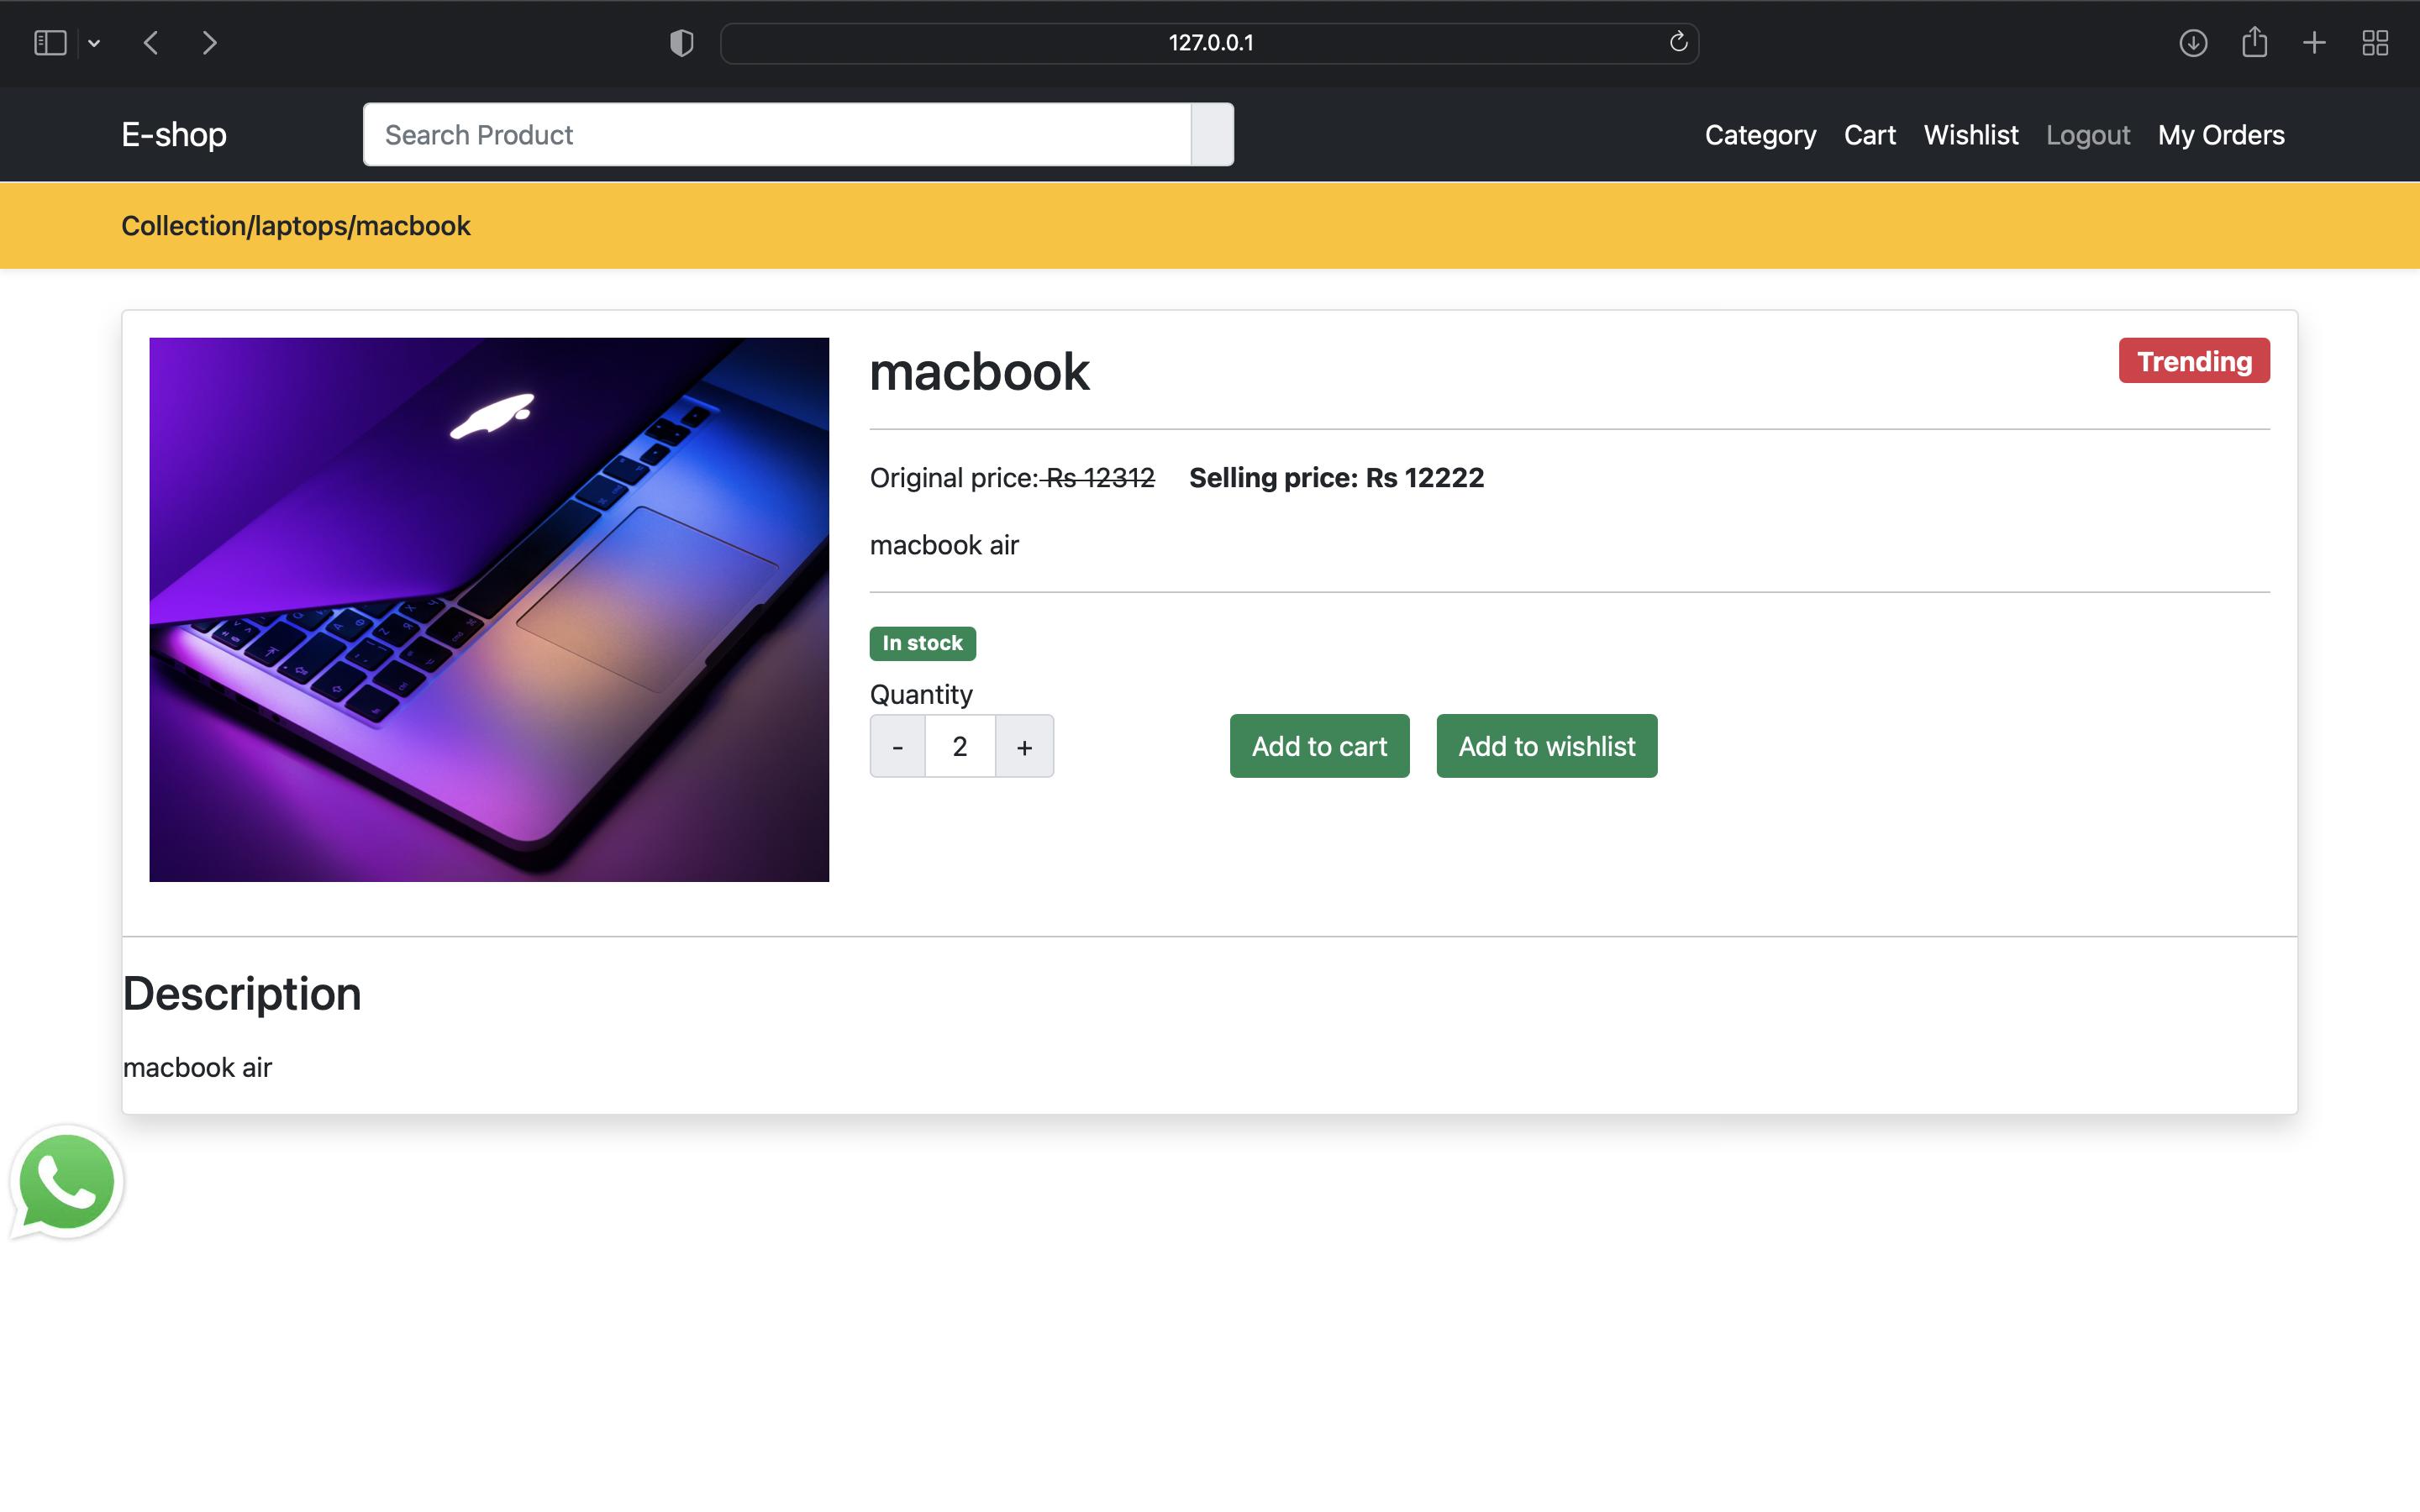 127.0.0.1
E-shop
Search Product
Category Cart Wishlist Logout My Orders
Collection/laptops/macbook
macbook
Trending
Original price: Rs 12312 Selling price: Rs 12222
macbook air
In stock
Quantity
- 2 +
Add to cart Add to wishlist
Description
macbook air